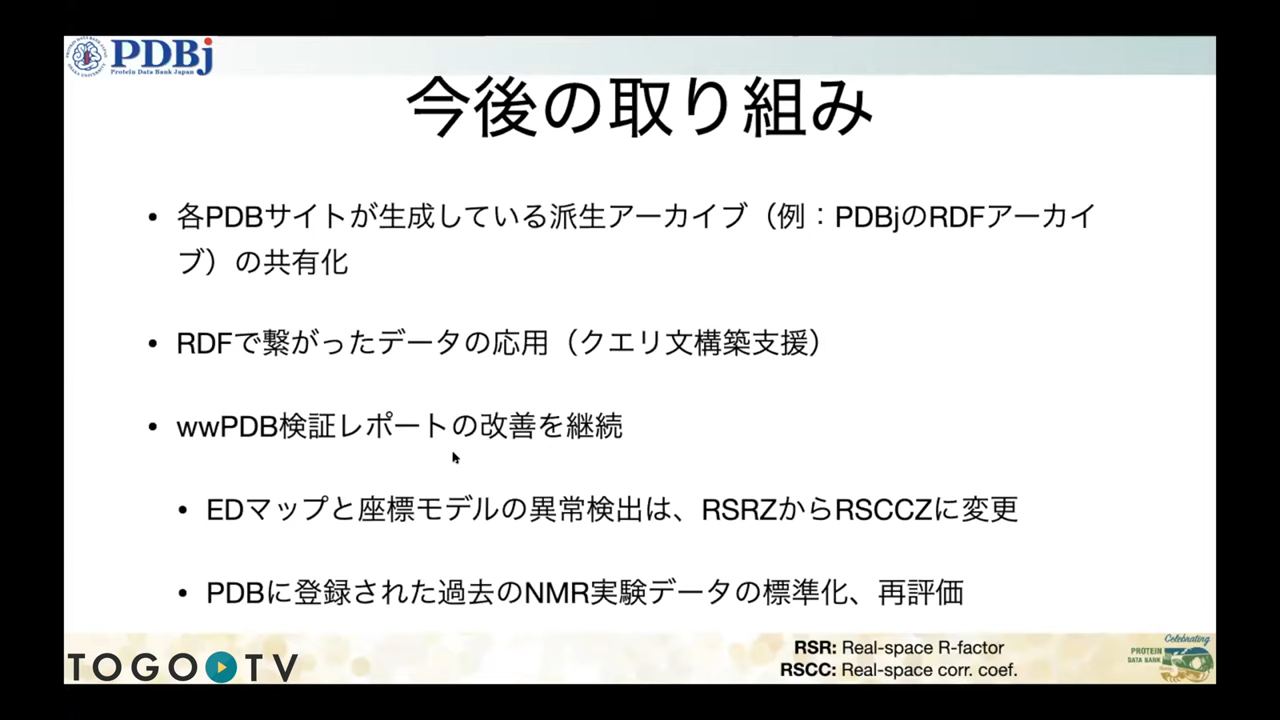 PDBj
Protein Data Bank Japan
今後の取り組み
• 各PDBサイトが生成している派生アーカイブ（例：PDBjのRDFアーカイ
ブ）の共有化
• RDFで繋がったデータの応用（クエリ文構築支援）
• wwPDB検証レポートの改善を継続
• EDマップと座標モデルの異常検出は、RSRZからRSCCZに変更
• PDBに登録された過去のNMR実験データの標準化、再評価
RSR: Real-space R-factor
RSCC: Real-space corr. coef.
TOGO TV
Celebrating
PROTEIN
DATA BANK